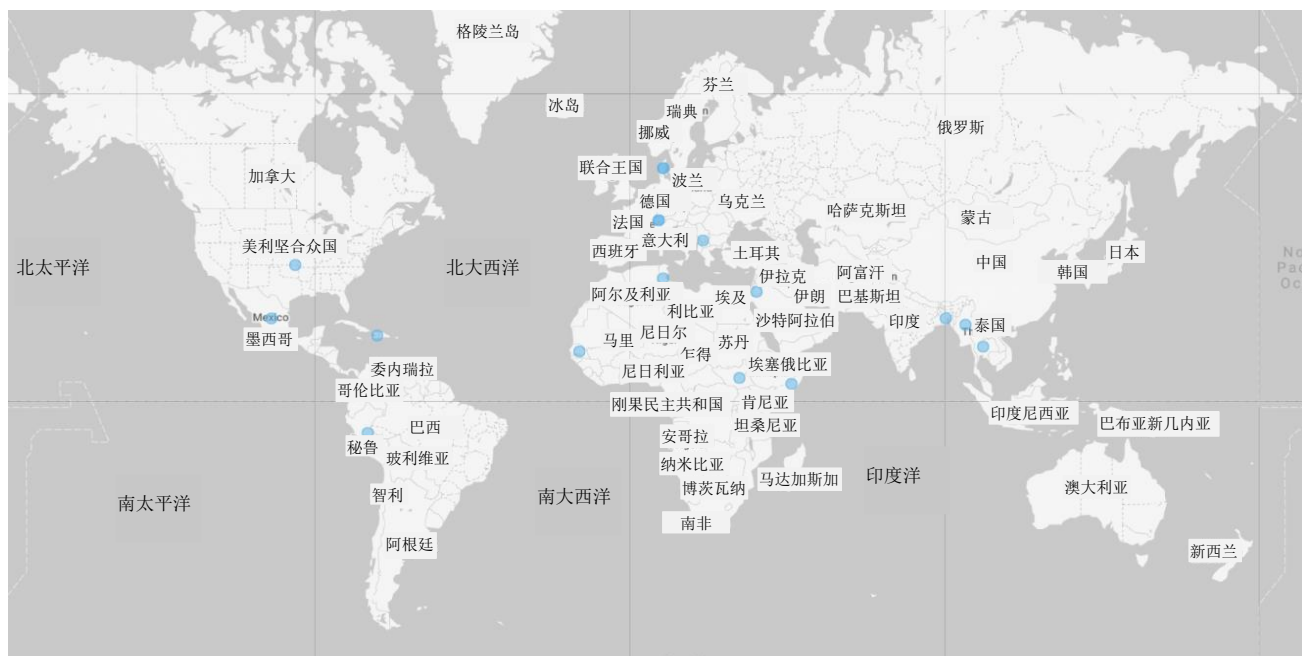 格陵兰岛
芬兰
冰岛
瑞典
n
俄罗斯
挪威
联合王国
波兰
加拿大
德国
乌克兰
哈萨克斯坦
蒙古
法国
e
美利坚合众国
西班牙
意大利
土耳其
日本
北太平洋
北大西洋
伊拉克
阿富汗
n
中国
韩国
No
Pac
Oc
阿尔及利亚
埃及
伊朗
巴基斯坦
利比亚
Mexico
墨西哥
马里
尼日尔
苏丹
沙特阿拉伯
印度
泰国
委内瑞拉
乍得
埃塞俄比亚
哥伦比亚
尼日利亚
刚果民主共和国
肯尼亚
印度尼西亚
巴布亚新几内亚
巴西
坦桑尼亚
秘鲁
安哥拉
玻利维亚
纳米比亚
马达加斯加
印度洋
南太平洋
智利
南大西洋
博茨瓦纳
澳大利亚
南非
阿根廷
新西兰